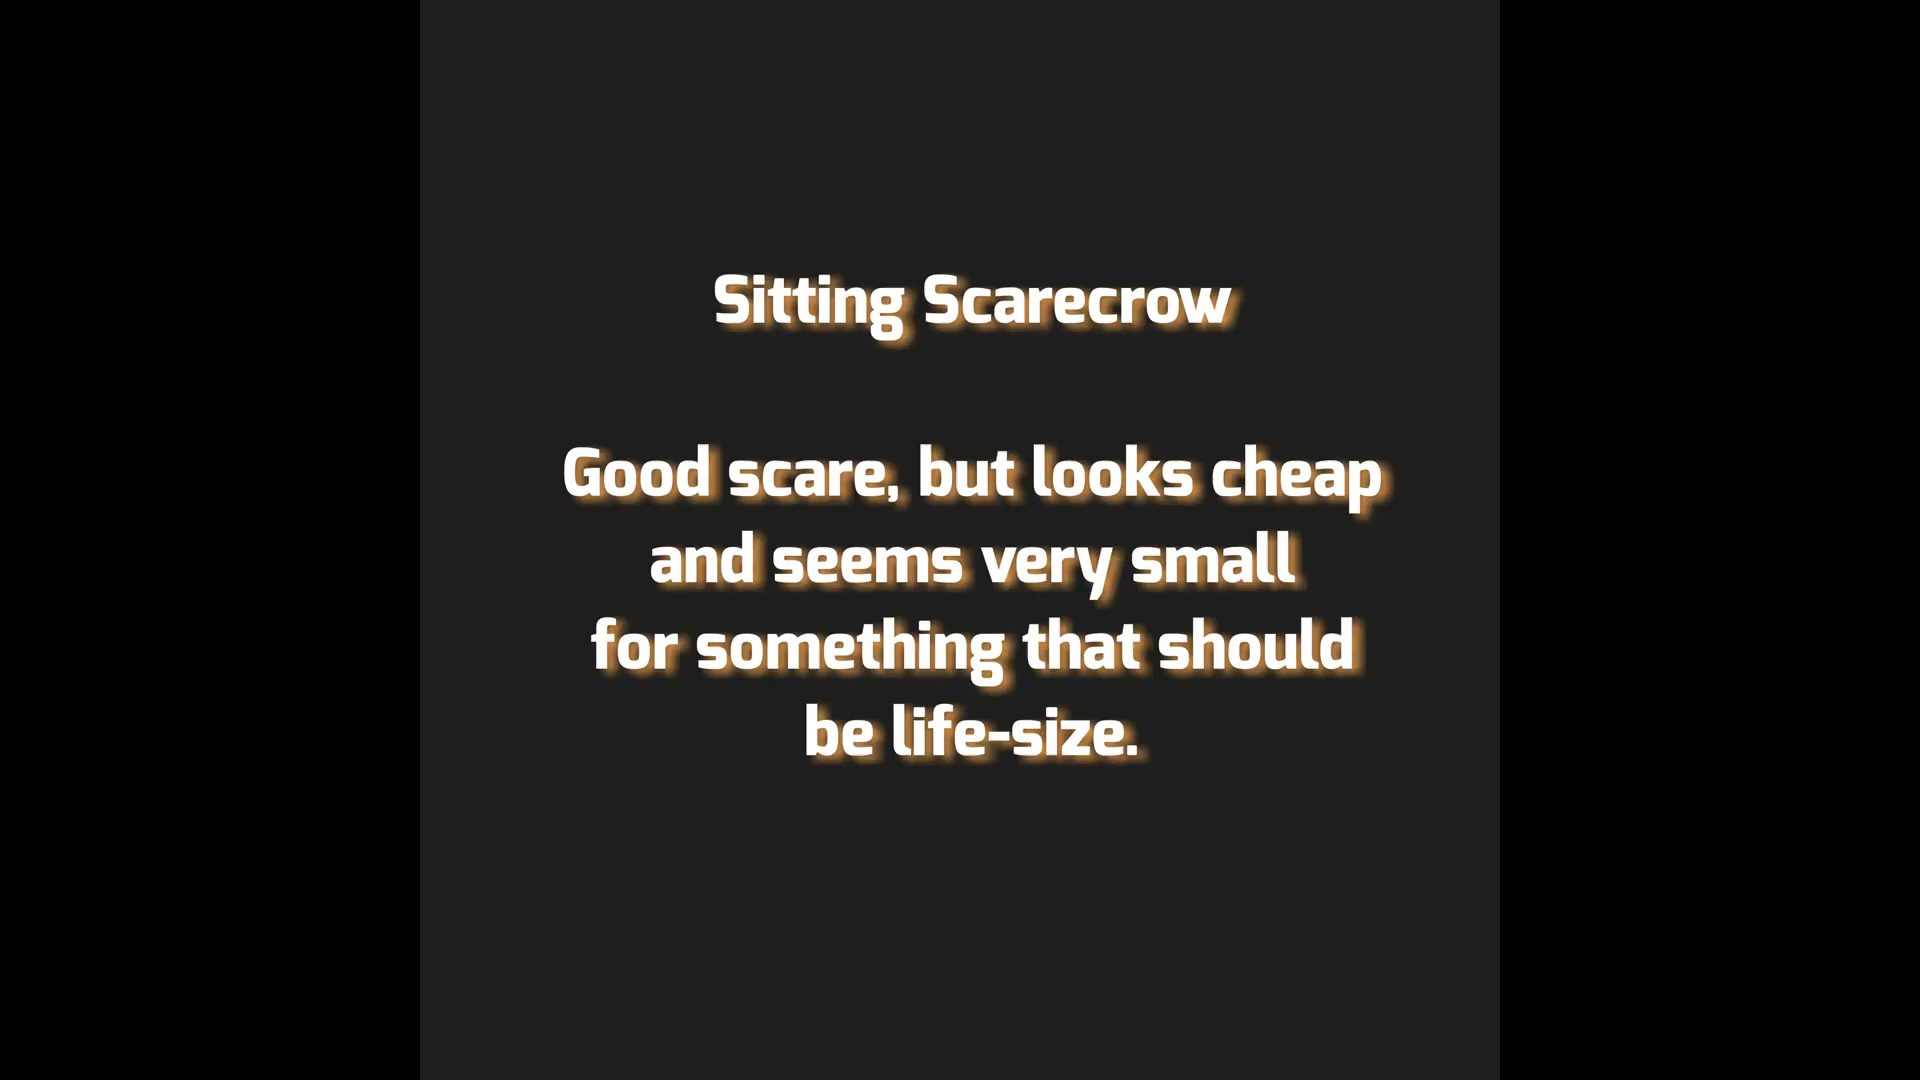 Sitting Scarecrow
Good scare, but looks cheap
and seems very small
for something that should
be life-size.